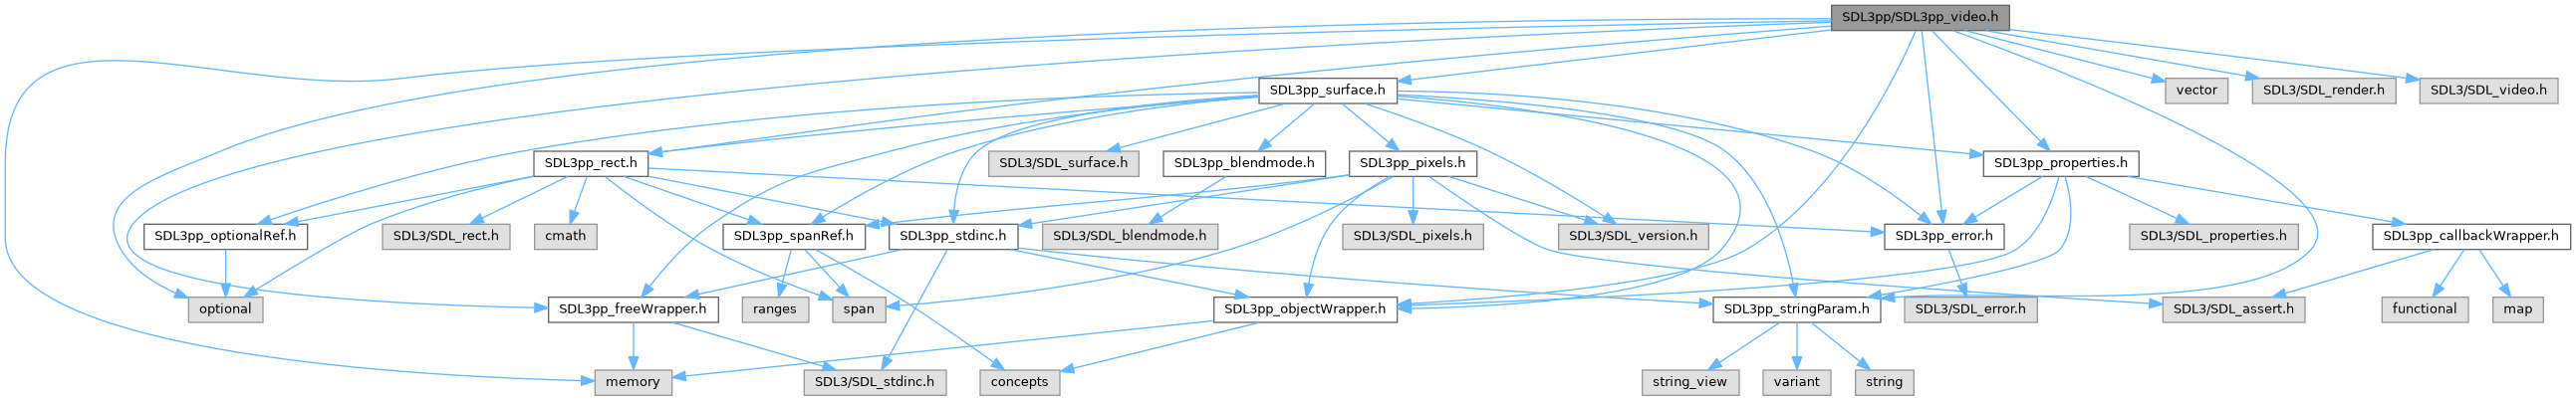 SDL3pp/SDL3pp_video.h
SDL3pp_surface.h
vector
SDL3/SDL_render.h
SDL3/SDL_video.h
SDL3pp_rect.h
SDL3/SDL_surface.h
SDL3pp_blendmode.h
SDL3pp_pixels.h
SDL3pp_properties.h
SDL3pp_optionalRef.h
SDL3/SDL_rect.h
cmath
SDL3pp_spanRef.h
SDL3pp_stdinc.h
SDL3/SDL_blendmode.h
SDL3/SDL_pixels.h
SDL3/SDL_version.h
SDL3pp_error.h
SDL3/SDL_properties.h
SDL3pp_callbackWrapper.h
optional
SDL3pp_freeWrapper.h
ranges
span
SDL3pp_objectWrapper.h
SDL3pp_stringParam.h
SDL3/SDL_error.h
SDL3/SDL_assert.h
functional
map
memory
SDL3/SDL_stdinc.h
concepts
string_view
variant
string